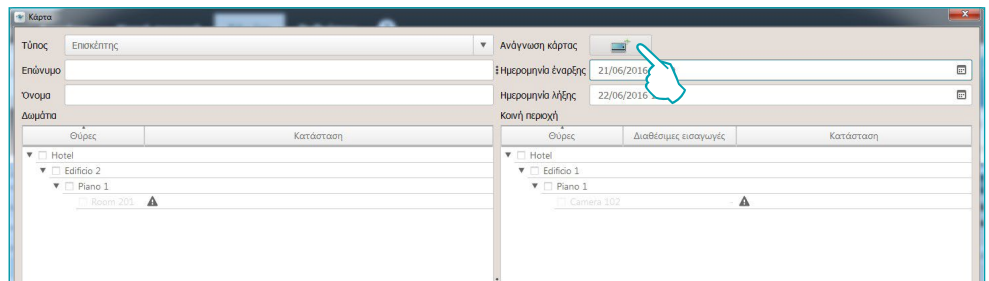 Κάρτα
Τύπος Επισκέπτης Ανάγνωση κάρτας
Επώνυμο Ημερομηνία έναρξης 21/06/2016
Όνομα Ημερομηνία λήξης 22/06/2016
Δωμάτια Κοινή περιοχή
Θύρες Κατάσταση Θύρες Διαθέσιμες εισαγωγές Κατάσταση
Hotel Hotel
Edificio 2 Edificio 1
Piano 1 Piano 1
Room 201 Camera 102 -